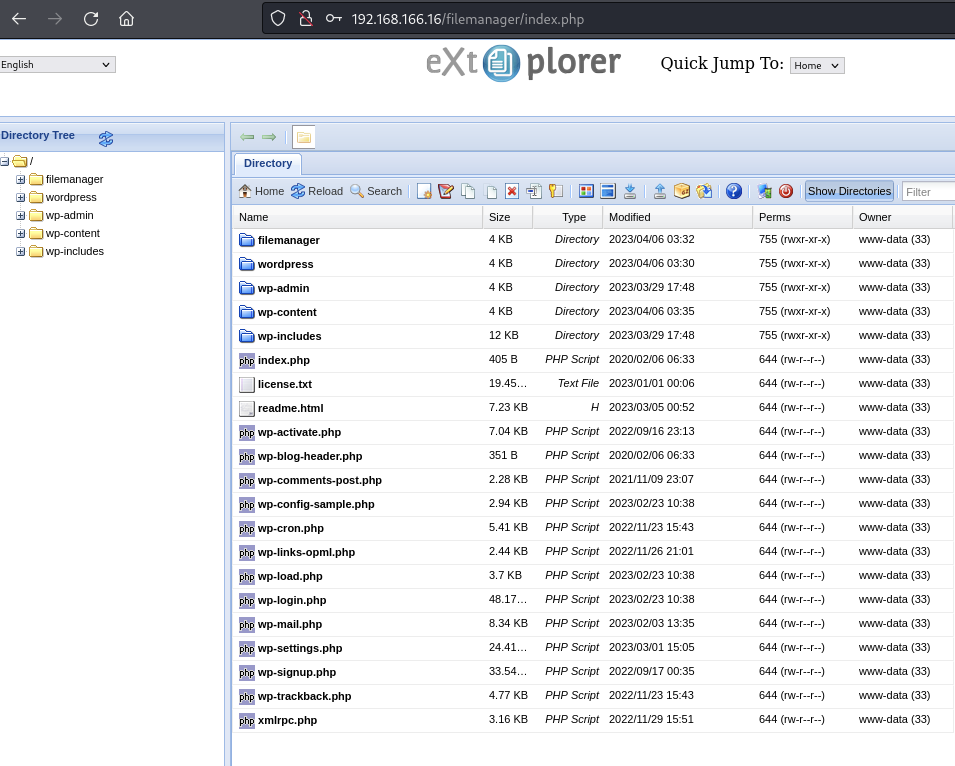 192.168.166.16/filemanager/index.php
English
eXtplorer
Quick Jump To: Home
Directory Tree
/
filemanager
wordpress
wp-admin
wp-content
wp-includes
Directory
Home Reload Search Show Directories Filter
Name Size Type Modified Perms Owner
filemanager 4 KB Directory 2023/04/06 03:32 755 (rwxr-xr-x) www-data (33)
wordpress 4 KB Directory 2023/04/06 03:30 755 (rwxr-xr-x) www-data (33)
wp-admin 4 KB Directory 2023/03/29 17:48 755 (rwxr-xr-x) www-data (33)
wp-content 4 KB Directory 2023/04/06 03:35 755 (rwxr-xr-x) www-data (33)
wp-includes 12 KB Directory 2023/03/29 17:48 755 (rwxr-xr-x) www-data (33)
php index.php 405 B PHP Script 2020/02/06 06:33 644 (rw-r--r--) www-data (33)
license.txt 19.45... Text File 2023/01/01 00:06 644 (rw-r--r--) www-data (33)
readme.html 7.23 KB H 2023/03/05 00:52 644 (rw-r--r--) www-data (33)
php wp-activate.php 7.04 KB PHP Script 2022/09/16 23:13 644 (rw-r--r--) www-data (33)
php wp-blog-header.php 351 B PHP Script 2020/02/06 06:33 644 (rw-r--r--) www-data (33)
php wp-comments-post.php 2.28 KB PHP Script 2021/11/09 23:07 644 (rw-r--r--) www-data (33)
php wp-config-sample.php 2.94 KB PHP Script 2023/02/23 10:38 644 (rw-r--r--) www-data (33)
php wp-cron.php 5.41 KB PHP Script 2022/11/23 15:43 644 (rw-r--r--) www-data (33)
php wp-links-opml.php 2.44 KB PHP Script 2022/11/26 21:01 644 (rw-r--r--) www-data (33)
php wp-load.php 3.7 KB PHP Script 2023/02/23 10:38 644 (rw-r--r--) www-data (33)
php wp-login.php 48.17... PHP Script 2023/02/23 10:38 644 (rw-r--r--) www-data (33)
php wp-mail.php 8.34 KB PHP Script 2023/02/03 13:35 644 (rw-r--r--) www-data (33)
php wp-settings.php 24.41... PHP Script 2023/03/01 15:05 644 (rw-r--r--) www-data (33)
php wp-signup.php 33.54... PHP Script 2022/09/17 00:35 644 (rw-r--r--) www-data (33)
php wp-trackback.php 4.77 KB PHP Script 2022/11/23 15:43 644 (rw-r--r--) www-data (33)
php xmlrpc.php 3.16 KB PHP Script 2022/11/29 15:51 644 (rw-r--r--) www-data (33)